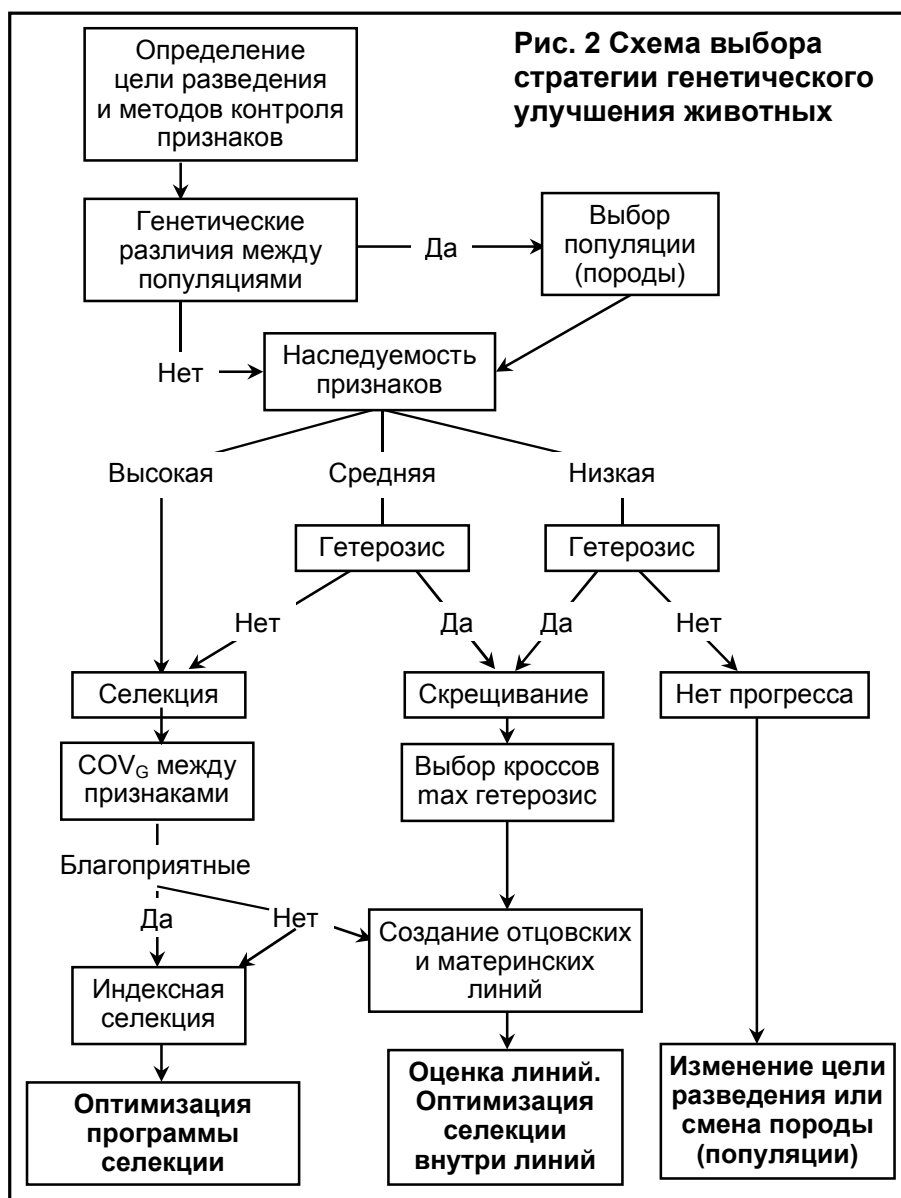 Рис. 2 Схема выбора
стратегии генетического
улучшения животных
Определение
цели разведения
и методов контроля
признаков
Генетические
различия между
популяциями
Да
Выбор
популяции
(породы)
Нет
Наследуемость
признаков
Высокая
Средняя
Низкая
Гетерозис
Гетерозис
Нет
Да
Да
Нет
Селекция
Скрещивание
Нет прогресса
COVG между
признаками
Выбор кроссов
max гетерозис
Благоприятные
Да
Нет
Создание отцовских
и материнских
линий
Индексная
селекция
Оптимизация
программы
селекции
Оценка линий.
Оптимизация
селекции
внутри линий
Изменение цели
разведения или
смена породы
(популяции)